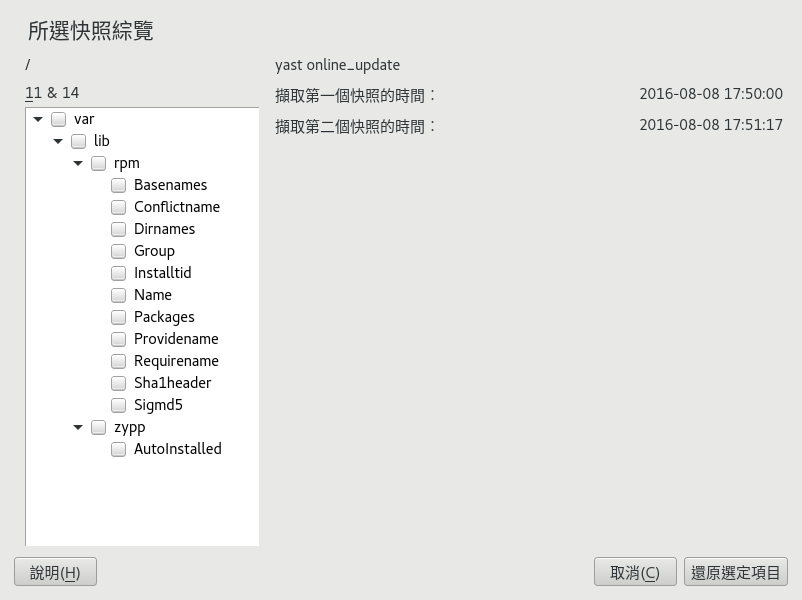 所選快照綜覽
/
yast online_update
11 & 14
擷取第一個快照的時間： 2016-08-08 17:50:00
擷取第二個快照的時間： 2016-08-08 17:51:17
var
lib
rpm
Basenames
Conflictname
Dirnames
Group
Installtid
Name
Packages
Providename
Requirename
Sha1header
Sigmd5
zypp
AutoInstalled
說明(H)
取消(C)
還原選定項目